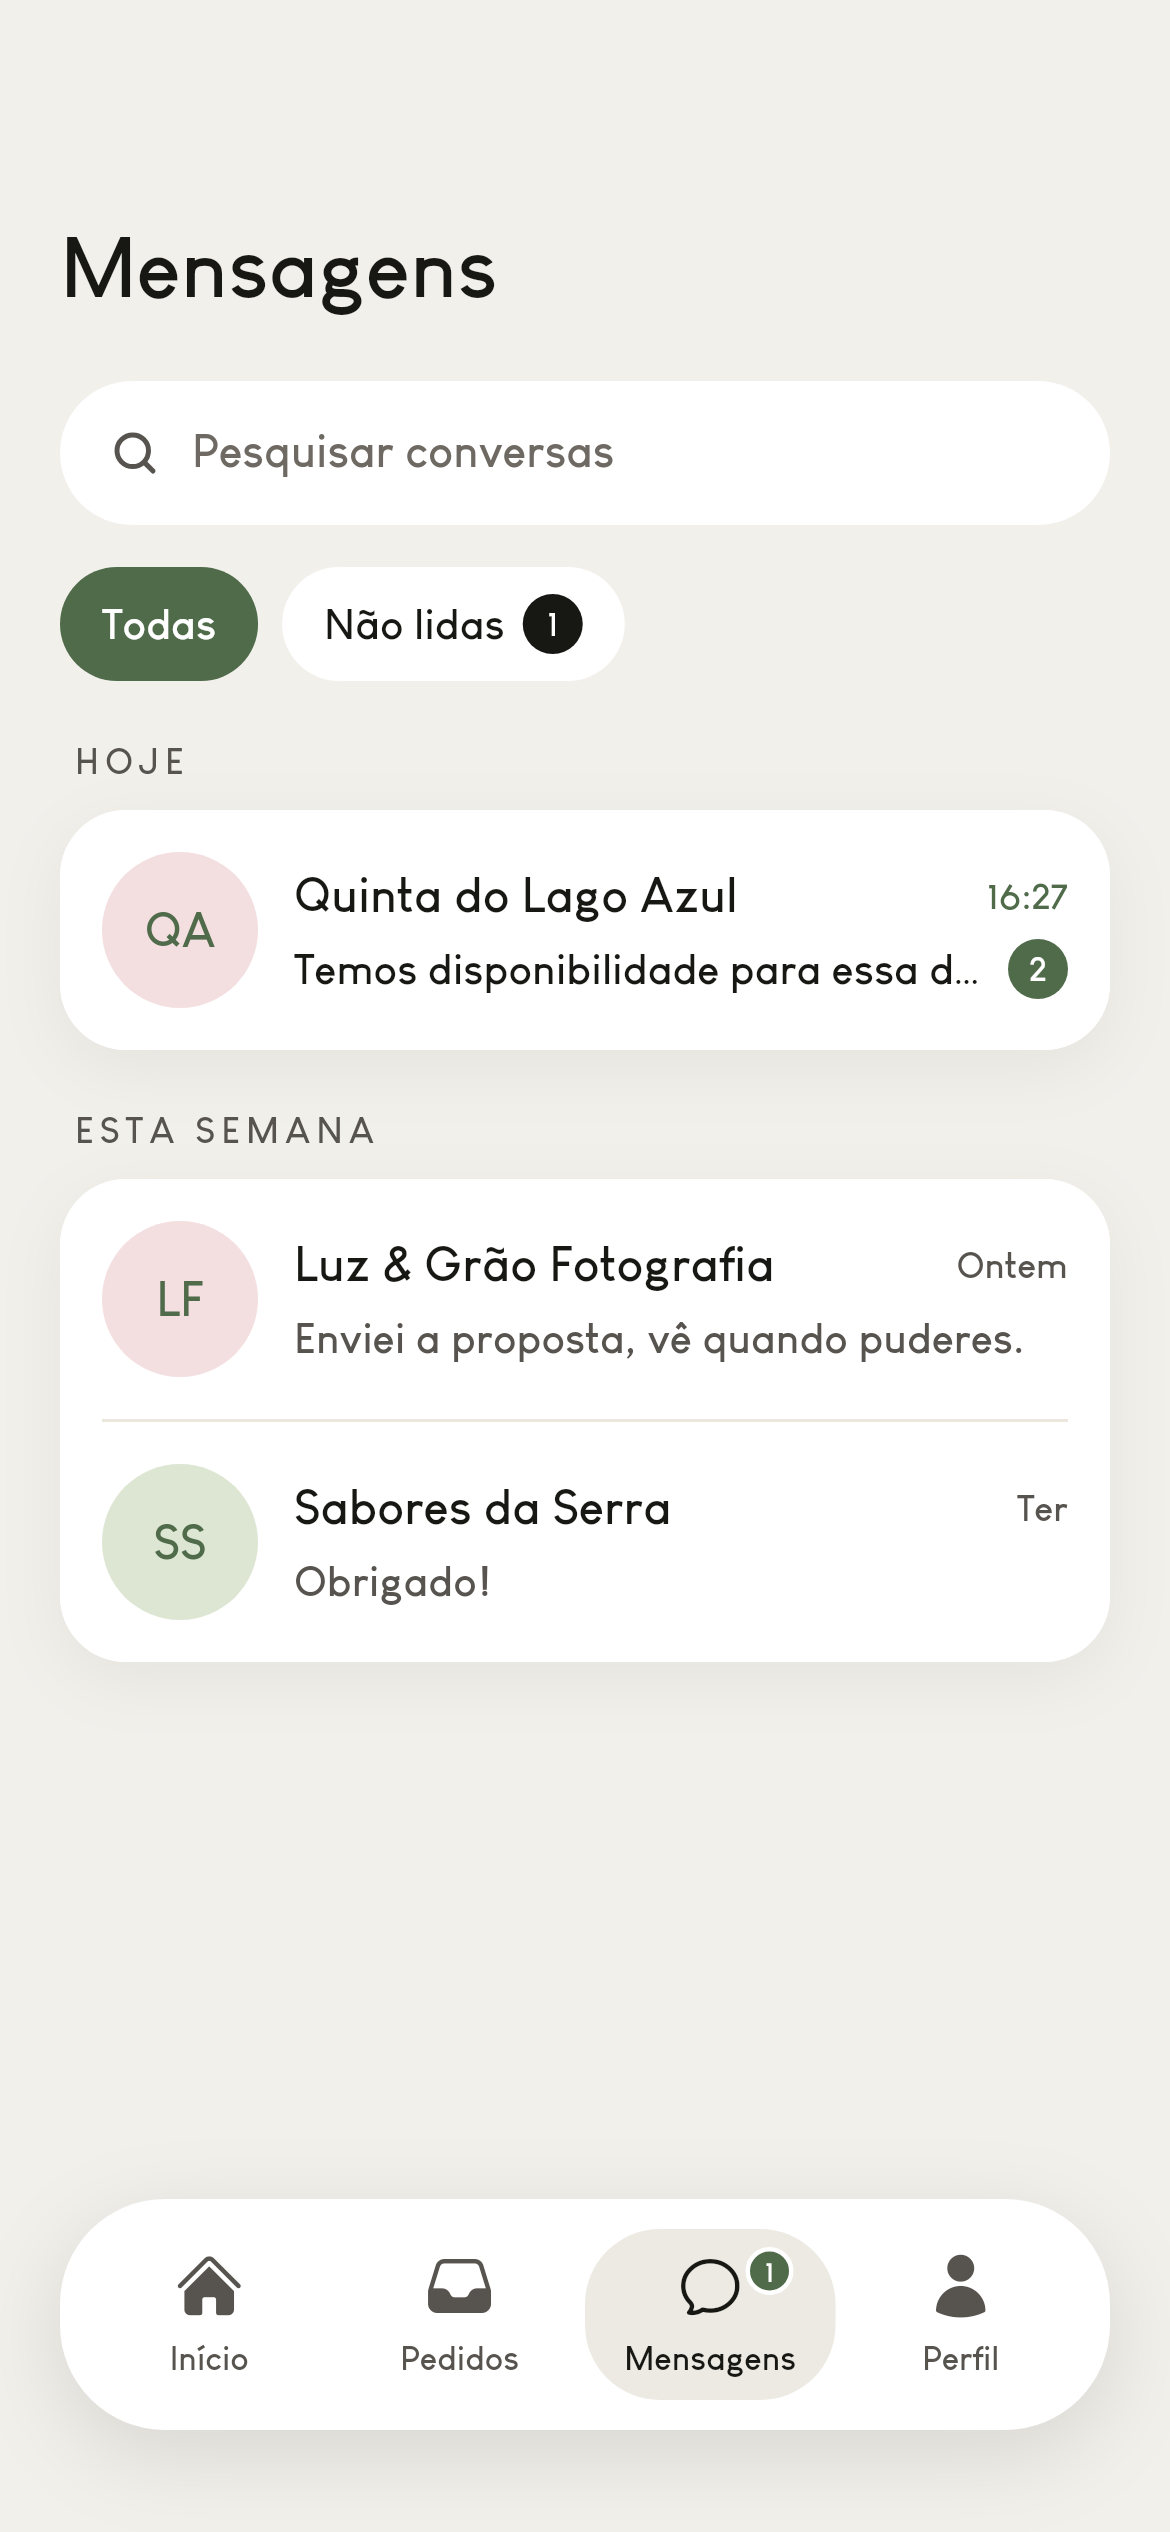 Mensagens
Pesquisar conversas
Todas
Não lidas 1
HOJE
QA
Quinta do Lago Azul 16:27
Temos disponibilidade para essa d... 2
ESTA SEMANA
LF
Luz & Grão Fotografia Ontem
Enviei a proposta, vê quando puderes.
SS
Sabores da Serra Ter
Obrigado!
1
Início Pedidos Mensagens Perfil